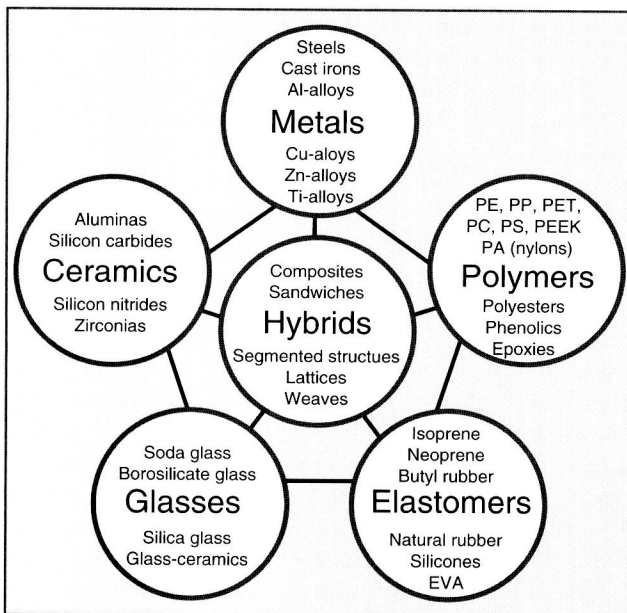 Steels
Cast irons
Al-alloys
Metals
Cu-aloys
Zn-alloys
Ti-alloys
Aluminas
Silicon carbides
Ceramics
Silicon nitrides
Zirconias
PE, PP, PET,
PC, PS, PEEK
PA (nylons)
Polymers
Polyesters
Phenolics
Epoxies
Composites
Sandwiches
Hybrids
Segmented structues
Lattices
Weaves
Soda glass
Borosilicate glass
Glasses
Silica glass
Glass-ceramics
Isoprene
Neoprene
Butyl rubber
Elastomers
Natural rubber
Silicones
EVA